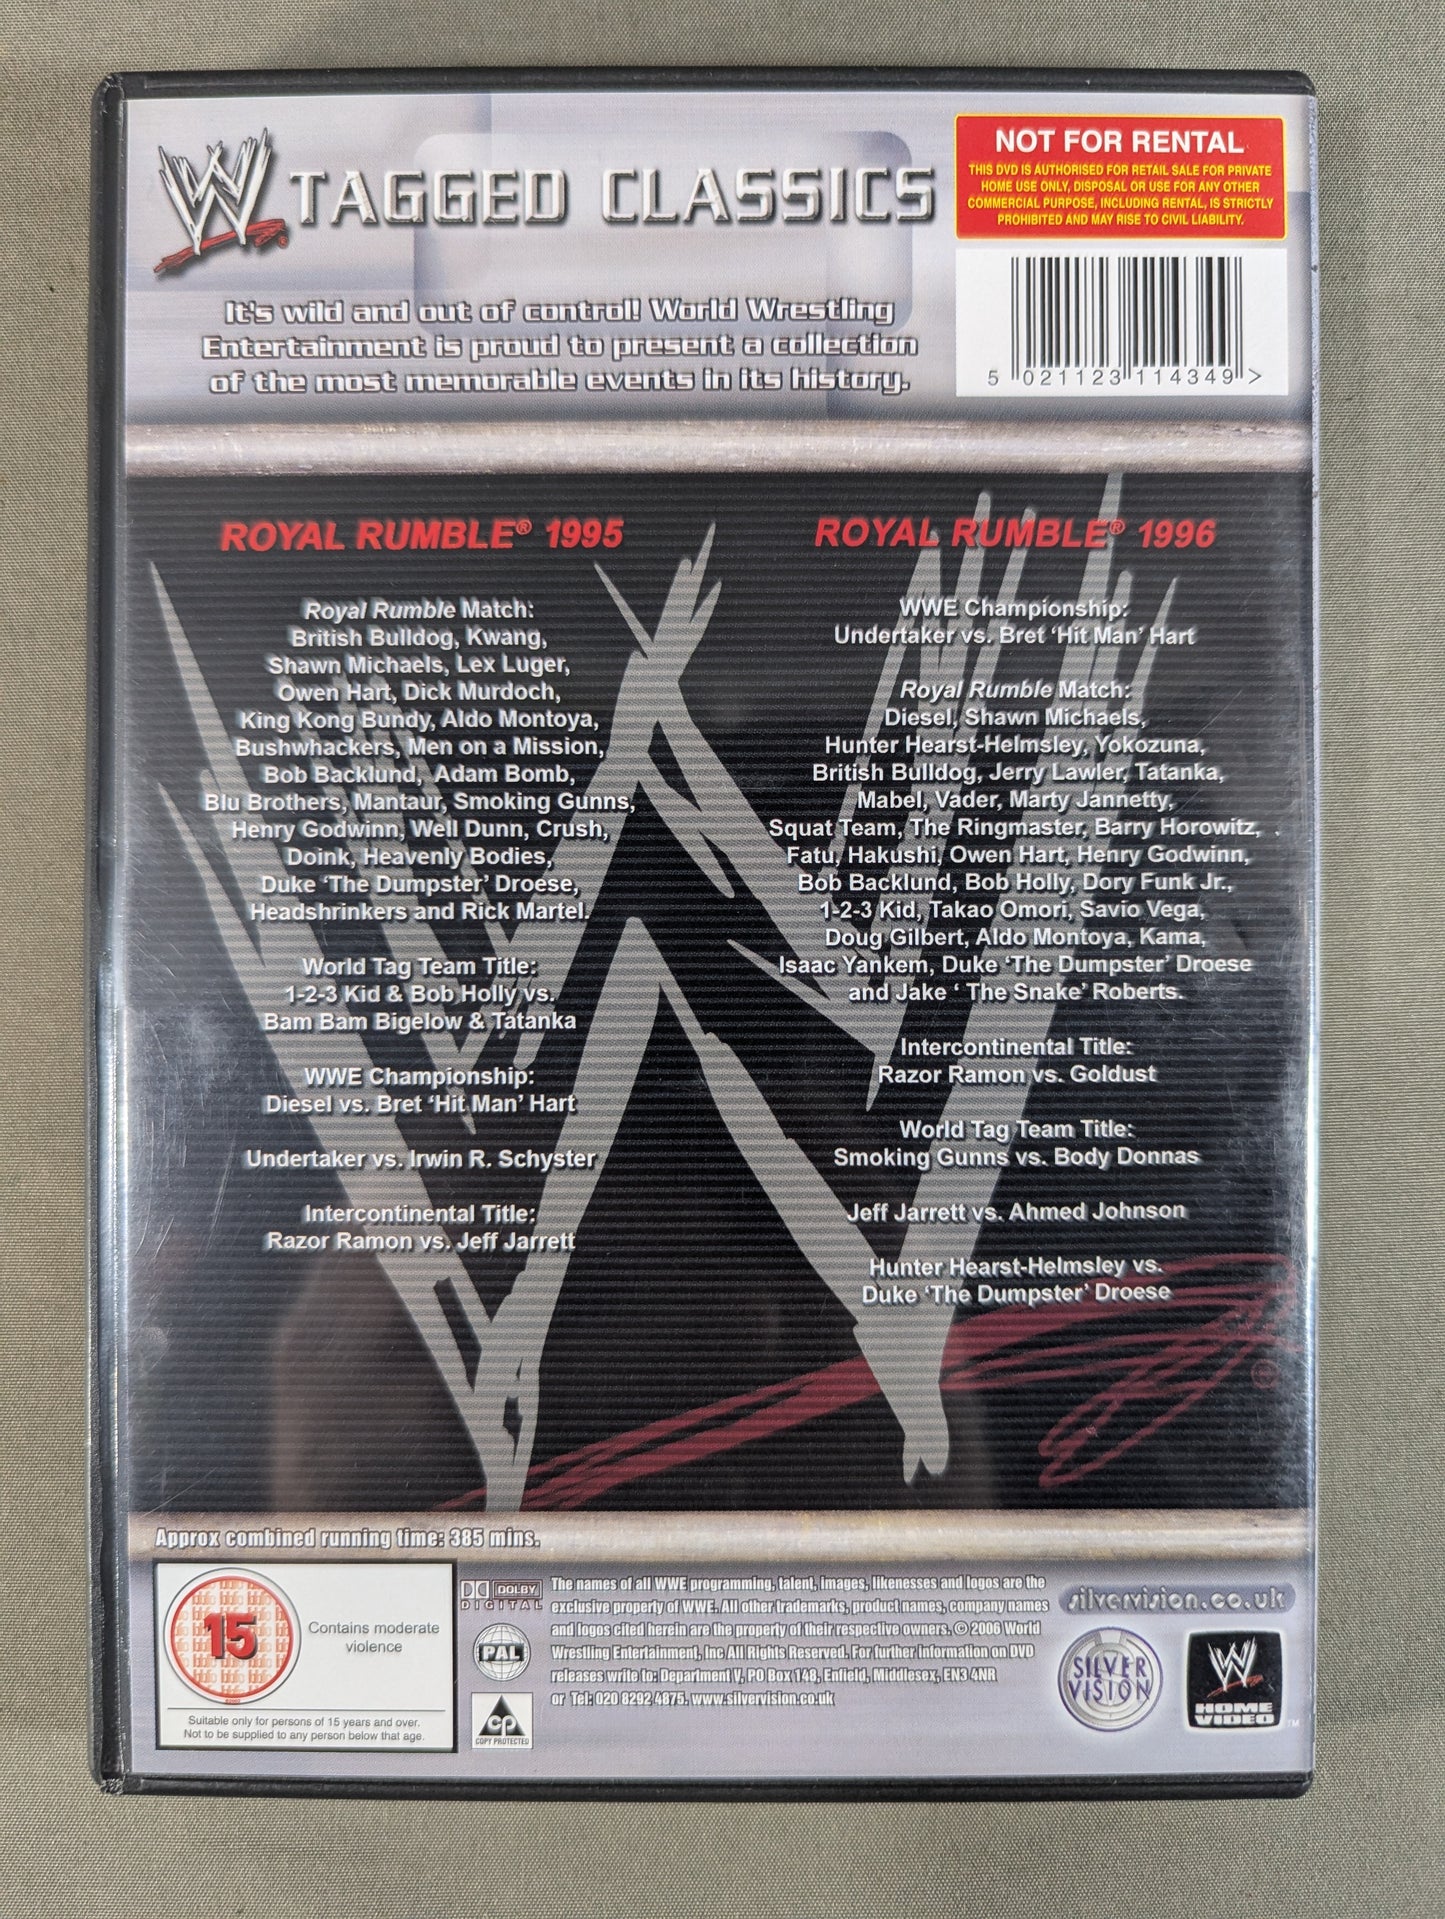 W TAGGED CLASSICS
It's wild and out of control! World Wrestling
Entertainment is proud to present a collection
of the most memorable events in its history.
NOT FOR RENTAL
THIS DVD IS AUTHORISED FOR RETAIL SALE FOR PRIVATE
HOME USE ONLY, DISPOSAL OR USE FOR ANY OTHER
COMMERCIAL PURPOSE, INCLUDING RENTAL, IS STRICTLY
PROHIBITED AND MAY RISE TO CIVIL LIABILITY.
5 021123 114349 >
ROYAL RUMBLE® 1995
Royal Rumble Match:
British Bulldog, Kwang,
Shawn Michaels, Lex Luger,
Owen Hart, Dick Murdoch,
King Kong Bundy, Aldo Montoya,
Bushwhackers, Men on a Mission,
Bob Backlund, Adam Bomb,
Blu Brothers, Mantaur, Smoking Gunns,
Henry Godwinn, Well Dunn, Crush,
Doink, Heavenly Bodies,
Duke ‘The Dumpster’ Droese,
Headshrinkers and Rick Martel.
World Tag Team Title:
1-2-3 Kid & Bob Holly vs.
Bam Bam Bigelow & Tatanka
WWE Championship:
Diesel vs. Bret ‘Hit Man’ Hart
Undertaker vs. Irwin R. Schyster
Intercontinental Title:
Razor Ramon vs. Jeff Jarrett
ROYAL RUMBLE® 1996
WWE Championship:
Undertaker vs. Bret ‘Hit Man’ Hart
Royal Rumble Match:
Diesel, Shawn Michaels,
Hunter Hearst-Helmsley, Yokozuna,
British Bulldog, Jerry Lawler, Tatanka,
Mabel, Vader, Marty Jannetty,
Squat Team, The Ringmaster, Barry Horowitz, .
Fatu, Hakushi, Owen Hart, Henry Godwinn,
Bob Backlund, Bob Holly, Dory Funk Jr.,
1-2-3 Kid, Takao Omori, Savio Vega,
Doug Gilbert, Aldo Montoya, Kama,
Isaac Yankem, Duke ‘The Dumpster’ Droese
and Jake ‘ The Snake’ Roberts.
Intercontinental Title:
Razor Ramon vs. Goldust
World Tag Team Title:
Smoking Gunns vs. Body Donnas
Jeff Jarrett vs. Ahmed Johnson
Hunter Hearst-Helmsley vs.
Duke ‘The Dumpster’ Droese
Approx combined running time: 385 mins.
15
Contains moderate
violence
Suitable only for persons of 15 years and over.
Not to be supplied to any person below that age.
DOLBY
DIGITAL
PAL
cp
COPY PROTECTED
The names of all WWE programming, talent, images, likenesses and logos are the
exclusive property of WWE. All other trademarks, product names, company names
and logos cited herein are the property of their respective owners. © 2006 World
Wrestling Entertainment, Inc All Rights Reserved. For further information on DVD
releases write to: Department V, PO Box 148, Enfield, Middlesex, EN3 4NR
or Tel: 020 8292 4875. www.silvervision.co.uk
silvervision.co.uk
SILVER
VISION
W
HOME
VIDEO TM